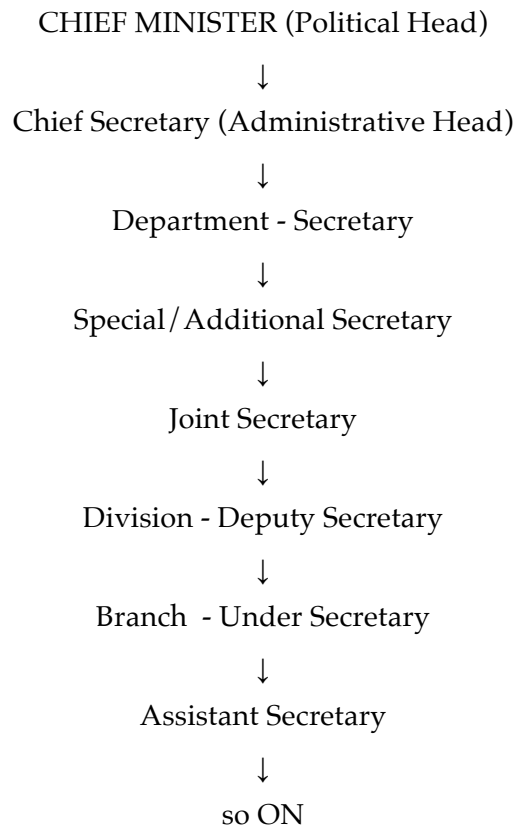 CHIEF MINISTER (Political Head)
↓
Chief Secretary (Administrative Head)
↓
Department - Secretary
↓
Special/Additional Secretary
↓
Joint Secretary
↓
Division - Deputy Secretary
↓
Branch - Under Secretary
↓
Assistant Secretary
↓
so ON